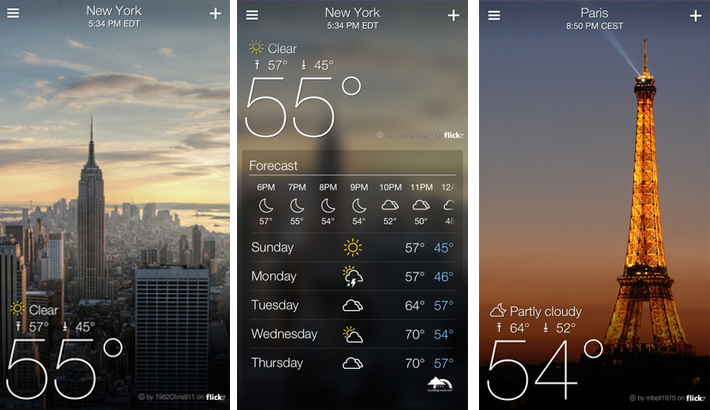 New York
5:34 PM EDT
Clear
57° 45°
55°
by 1982Chris911 on flickr
New York
5:34 PM EDT
Clear
57° 45°
55°
by 1982Chris911 on flickr
Forecast
6PM 7PM 8PM 9PM 10PM 11PM 12A
57° 55° 54° 54° 52° 50° 48
Sunday 57° 45°
Monday 57° 46°
Tuesday 64° 57°
Wednesday 70° 54°
Thursday 70° 57°
Paris
8:50 PM CEST
Partly cloudy
64° 52°
54°
by mbell1975 on flickr